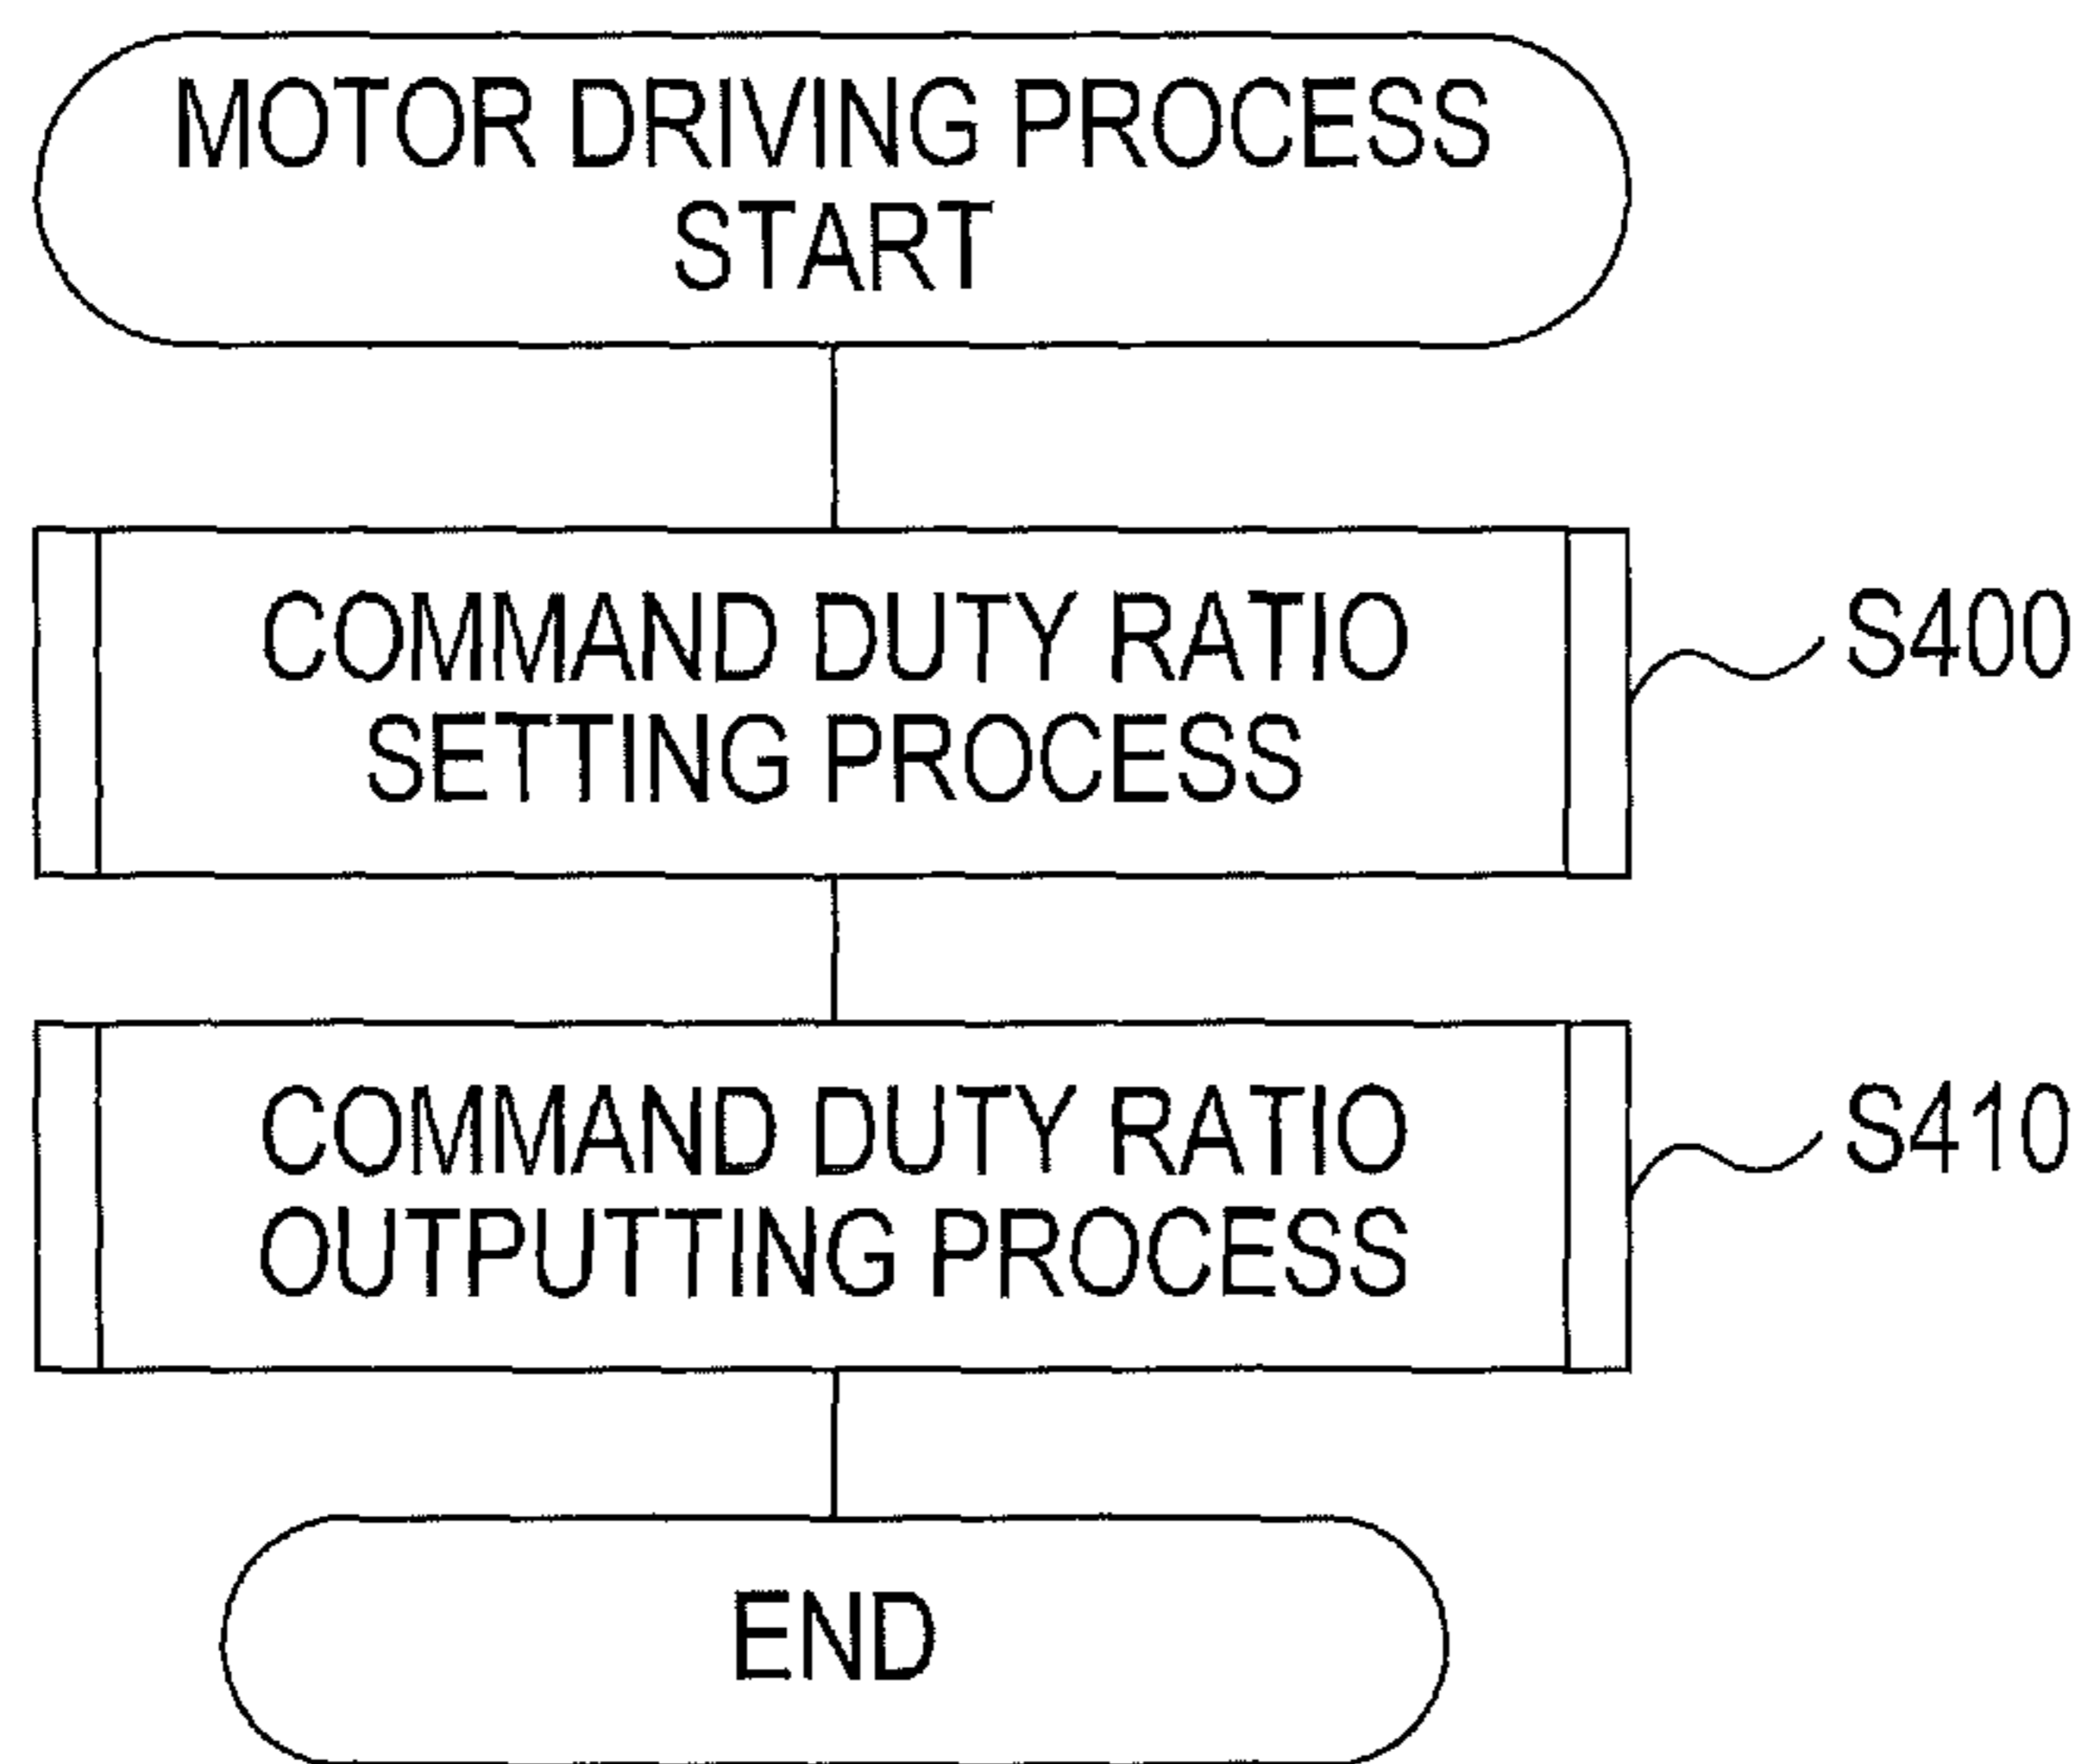 MOTOR DRIVING PROCESS
START
COMMAND DUTY RATIO
SETTING PROCESS
S400
COMMAND DUTY RATIO
OUTPUTTING PROCESS
S410
END